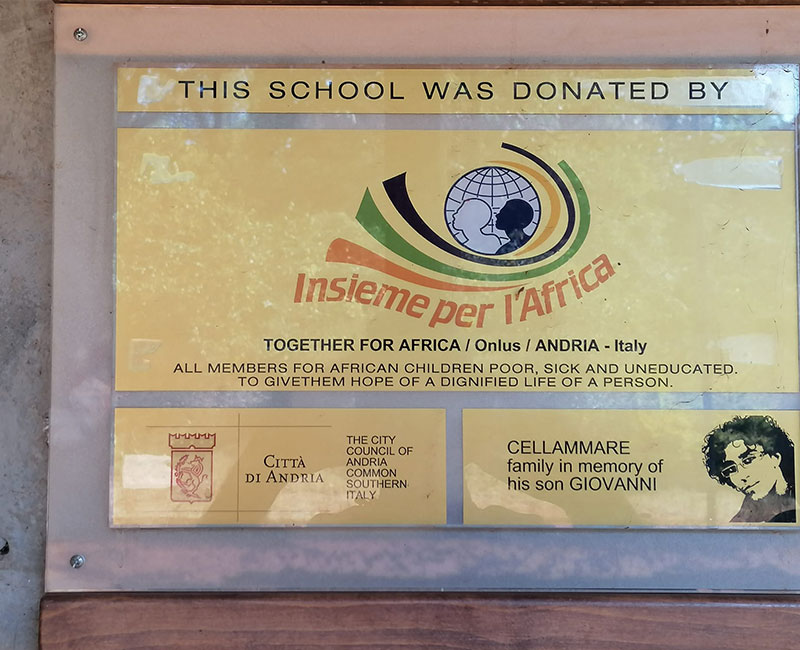 THIS SCHOOL WAS DONATED BY
Insieme per l'Africa
TOGETHER FOR AFRICA / Onlus / ANDRIA - Italy
ALL MEMBERS FOR AFRICAN CHILDREN POOR, SICK AND UNEDUCATED.
TO GIVETHEM HOPE OF A DIGNIFIED LIFE OF A PERSON.
CITTÀ
DI ANDRIA
THE CITY
COUNCIL OF
ANDRIA
COMMON
SOUTHERN
ITALY
CELLAMMARE
family in memory of
his son GIOVANNI